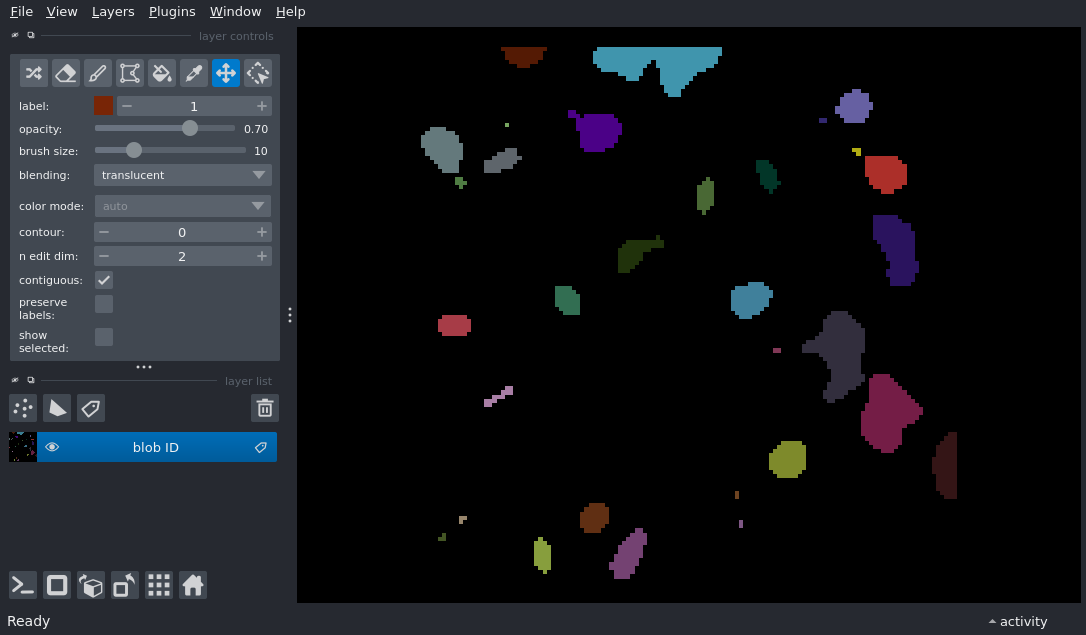 File View Layers Plugins Window Help
layer controls
label: 1
opacity: 0.70
brush size: 10
blending: translucent
color mode: auto
contour: 0
n edit dim: 2
contiguous:
preserve
labels:
show
selected:
layer list
blob ID
Ready
activity